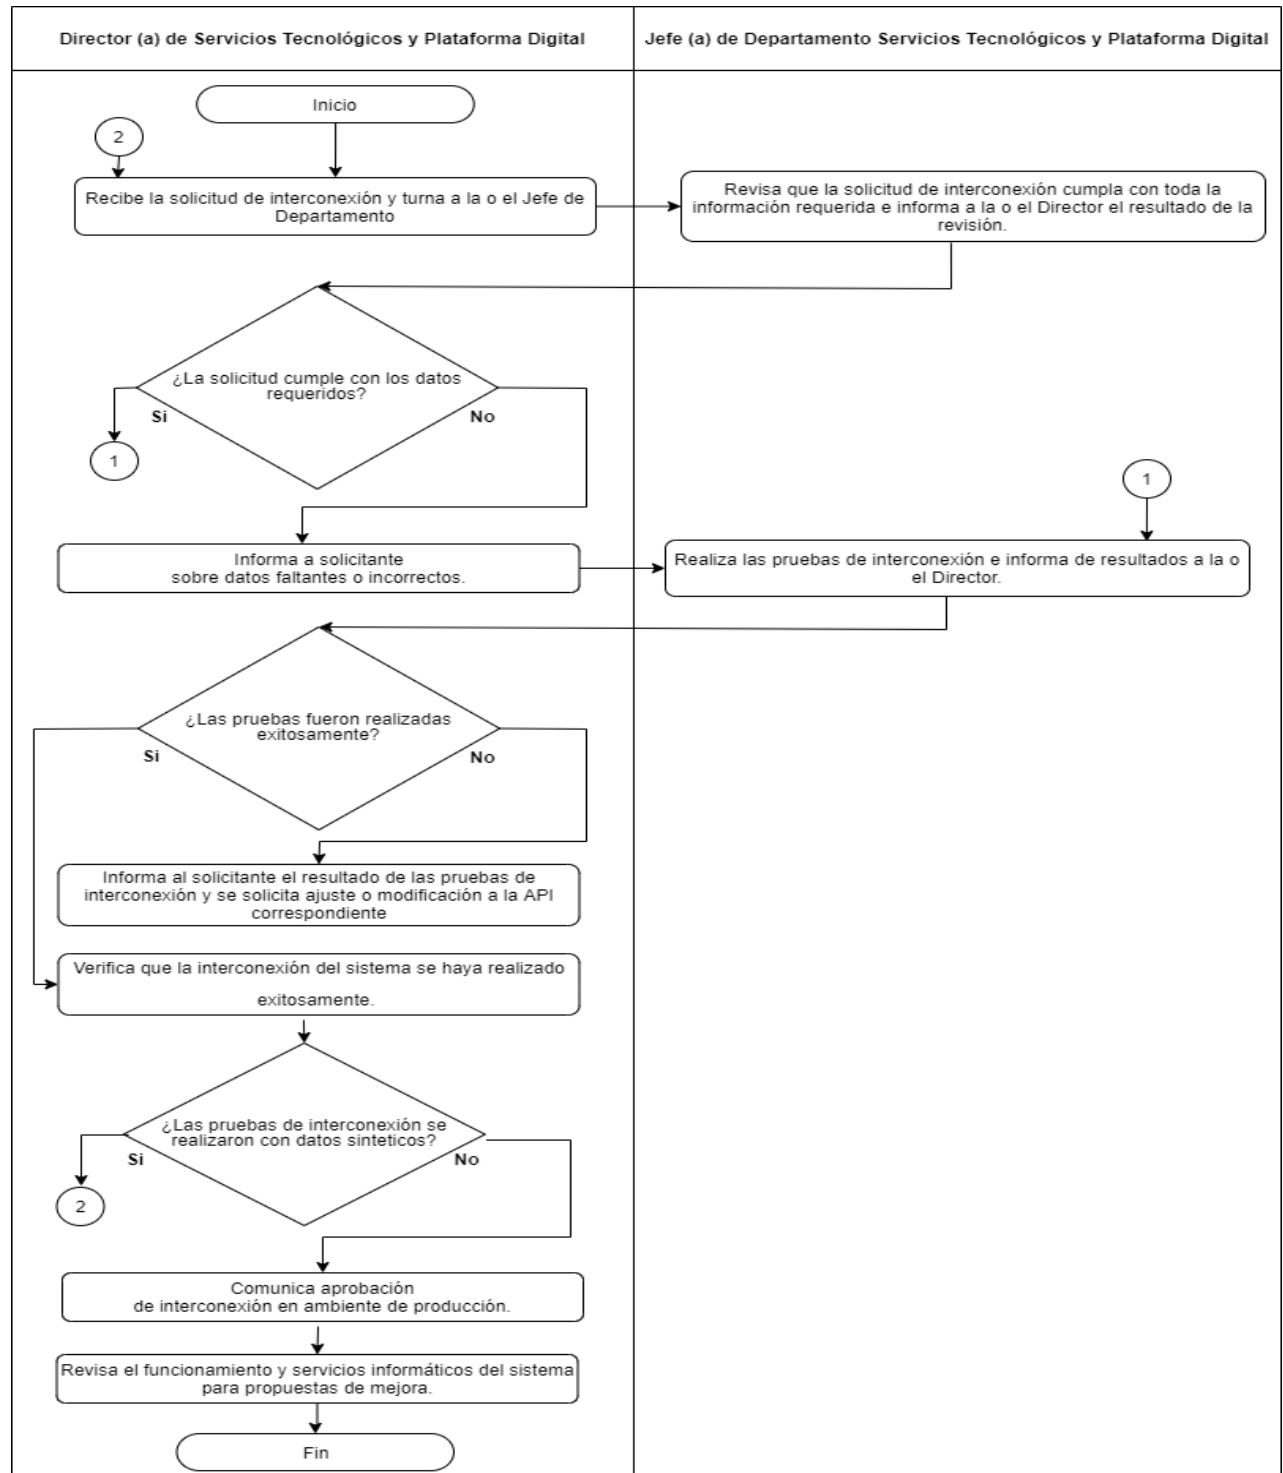 Director (a) de Servicios Tecnológicos y Plataforma Digital
Jefe (a) de Departamento Servicios Tecnológicos y Plataforma Digital
Inicio
2
Recibe la solicitud de interconexión y turna a la o el Jefe de
Departamento
Revisa que la solicitud de interconexión cumpla con toda la
información requerida e informa a la o el Director el resultado de la
revisión.
¿La solicitud cumple con los datos
requeridos?
Si
No
1
1
Informa a solicitante
sobre datos faltantes o incorrectos.
Realiza las pruebas de interconexión e informa de resultados a la o
el Director.
¿Las pruebas fueron realizadas
exitosamente?
Si
No
Informa al solicitante el resultado de las pruebas de
interconexión y se solicita ajuste o modificación a la API
correspondiente
Verifica que la interconexión del sistema se haya realizado
exitosamente.
¿Las pruebas de interconexión se
realizaron con datos sinteticos?
Si
No
2
Comunica aprobación
de interconexión en ambiente de producción.
Revisa el funcionamiento y servicios informáticos del sistema
para propuestas de mejora.
Fin